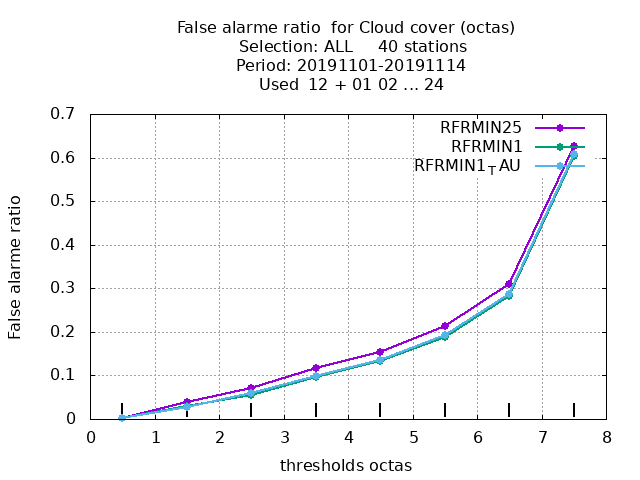 False alarme ratio  for Cloud cover (octas)
Selection: ALL     40 stations
Period: 20191101-20191114
Used  12 + 01 02 ... 24
RFRMIN25
RFRMIN1
RFRMIN1TAU
0.7
0.6
0.5
0.4
0.3
0.2
0.1
0
False alarme ratio
0 1 2 3 4 5 6 7 8
thresholds octas